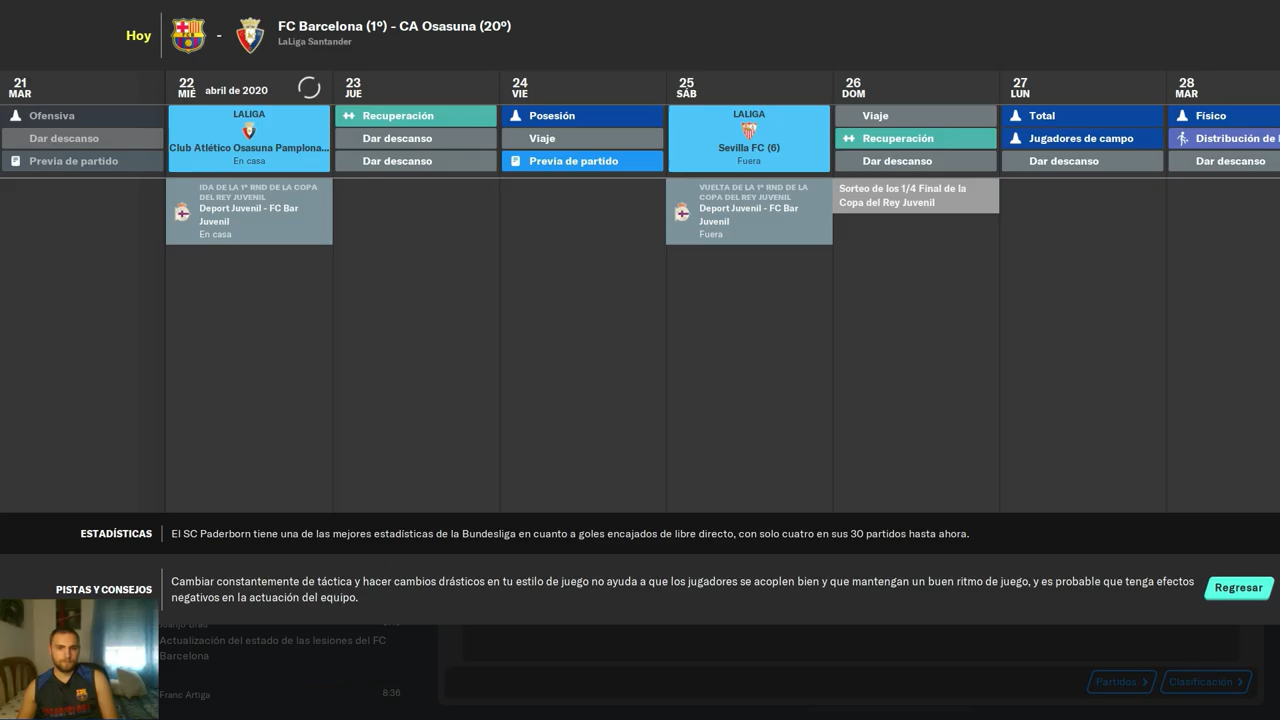 Hoy
FC Barcelona (1º) - CA Osasuna (20º)
LaLiga Santander
21
MAR
22
MIÉ
abril de 2020
23
JUE
24
VIE
25
SÁB
26
DOM
27
LUN
28
MAR
Ofensiva
Dar descanso
Previa de partido
LALIGA
Club Atlético Osasuna Pamplona...
En casa
Recuperación
Dar descanso
Dar descanso
Posesión
Viaje
Previa de partido
LALIGA
Sevilla FC (6)
Fuera
Viaje
Recuperación
Dar descanso
Total
Jugadores de campo
Dar descanso
Físico
Distribución de l
Dar descanso
IDA DE LA 1º RND DE LA COPA
DEL REY JUVENIL
Deport Juvenil - FC Bar
Juvenil
En casa
VUELTA DE LA 1º RND DE LA
COPA DEL REY JUVENIL
Deport Juvenil - FC Bar
Juvenil
Fuera
Sorteo de los 1/4 Final de la
Copa del Rey Juvenil
ESTADÍSTICAS
El SC Paderborn tiene una de las mejores estadísticas de la Bundesliga en cuanto a goles encajados de libre directo, con solo cuatro en sus 30 partidos hasta ahora.
PISTAS Y CONSEJOS
Cambiar constantemente de táctica y hacer cambios drásticos en tu estilo de juego no ayuda a que los jugadores se acoplen bien y que mantengan un buen ritmo de juego, y es probable que tenga efectos
negativos en la actuación del equipo.
Regresar
Actualización del estado de las lesiones del FC
Barcelona
Franc Artiga
8:36
Partidos
Clasificación